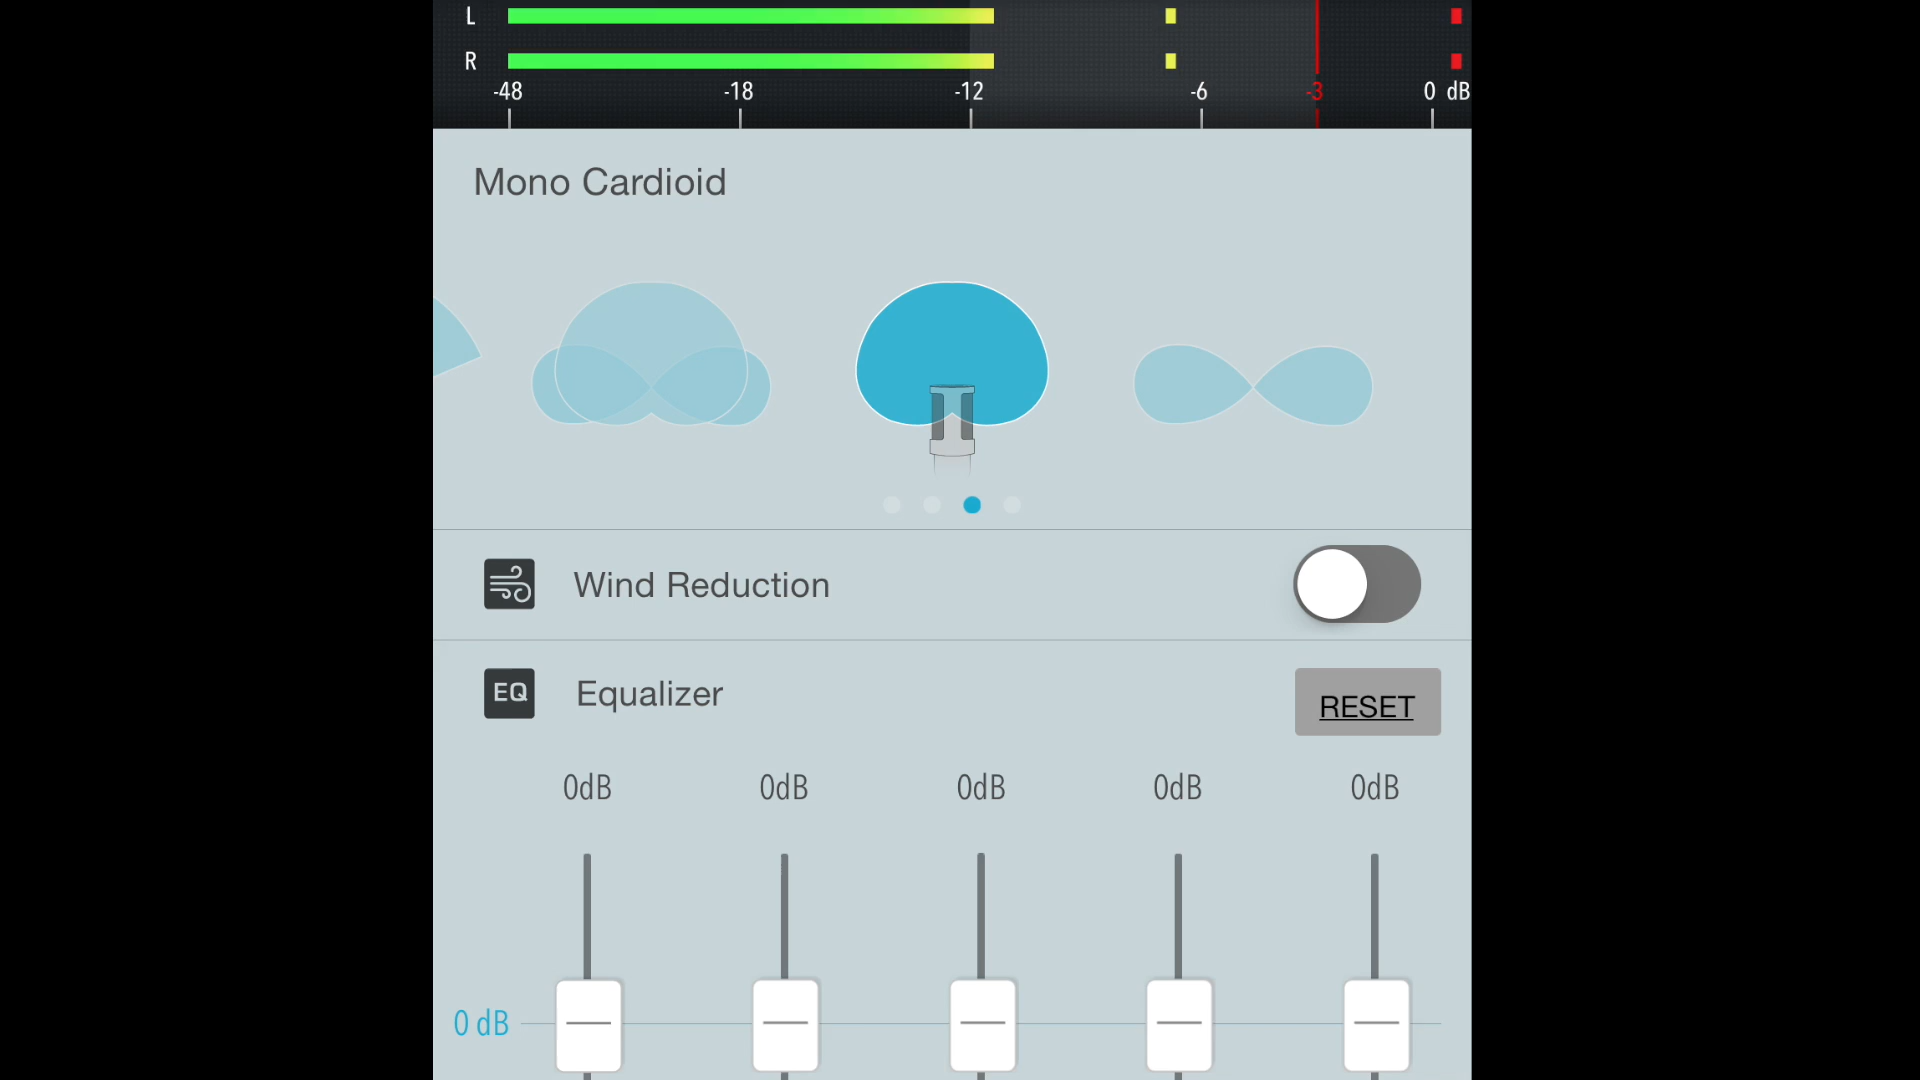 L
R
-48 -18 -12 -6 -3 0 dB
Mono Cardioid
Wind Reduction
EQ Equalizer RESET
0dB 0dB 0dB 0dB 0dB
0 dB